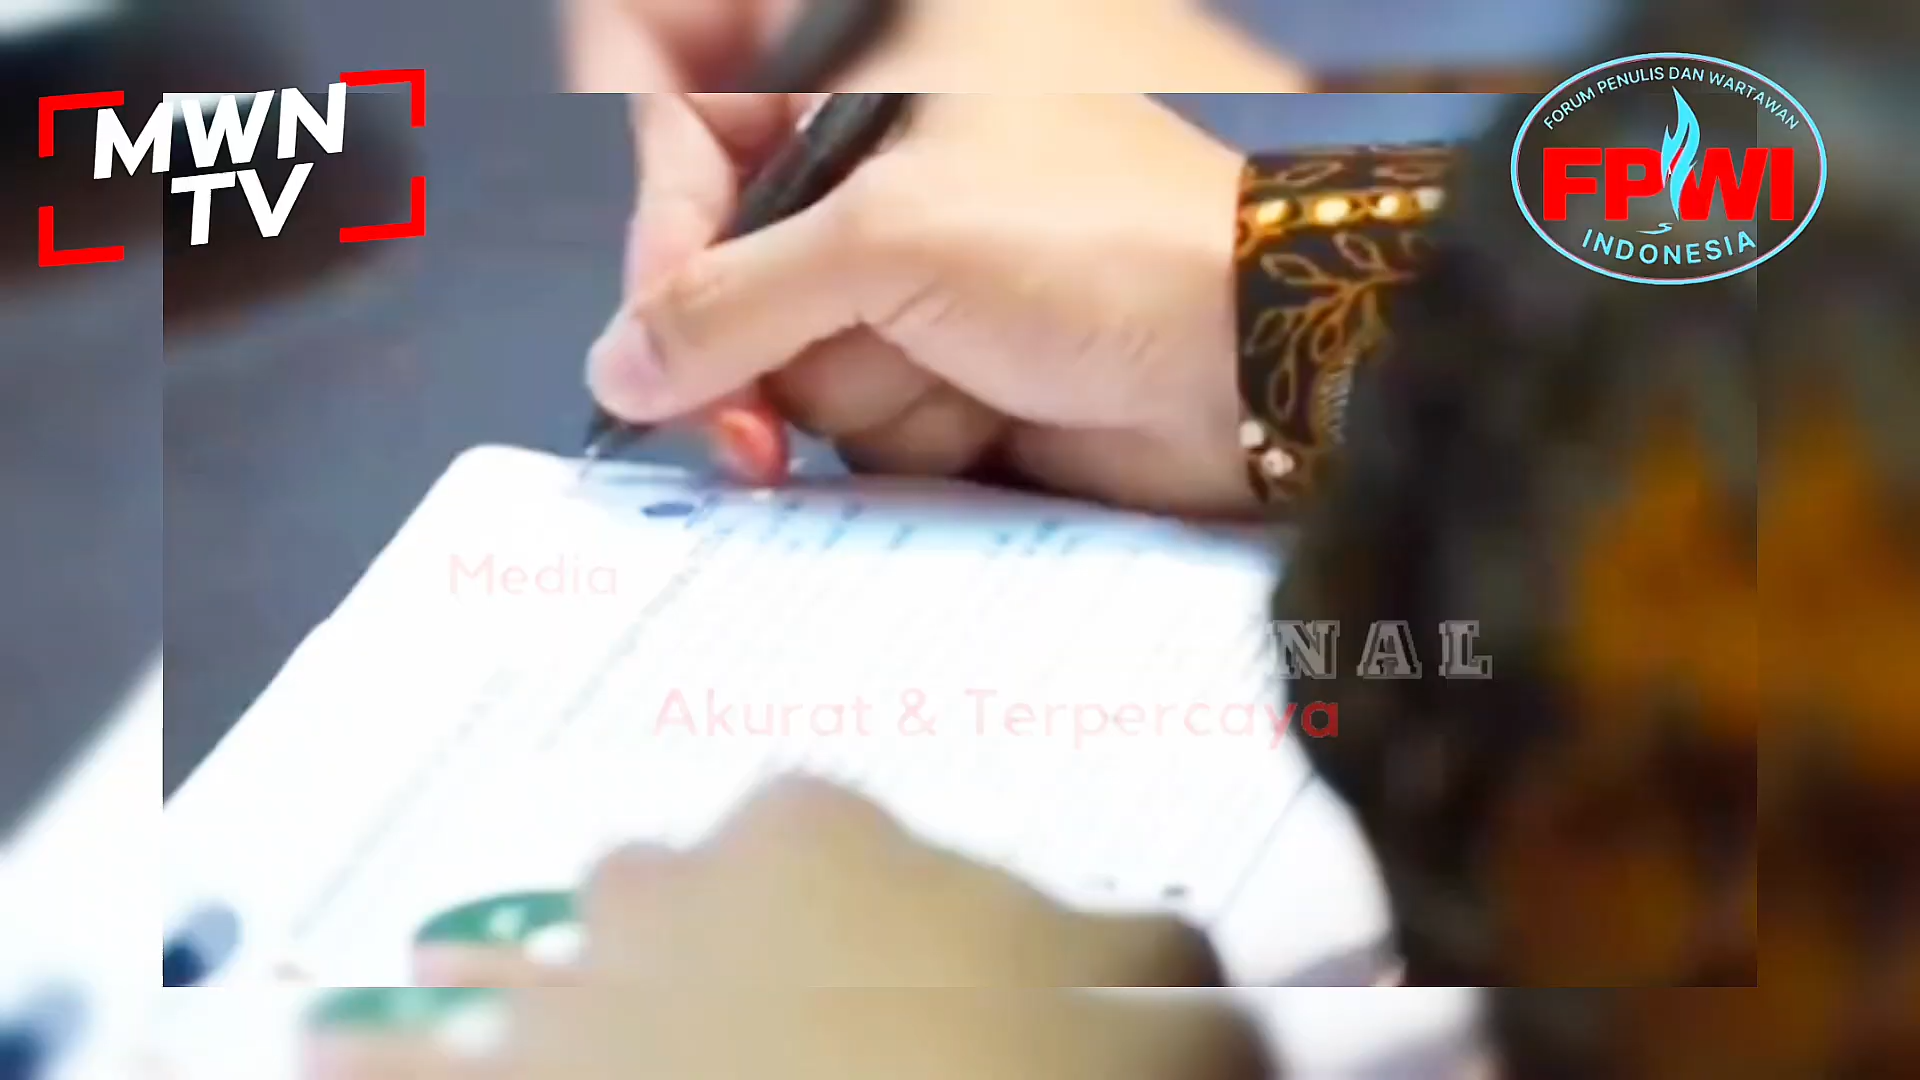 MWN
TV
FORUM PENULIS DAN WARTAWAN
FPWI
INDONESIA
Media
NAL
Akurat & Terpercaya